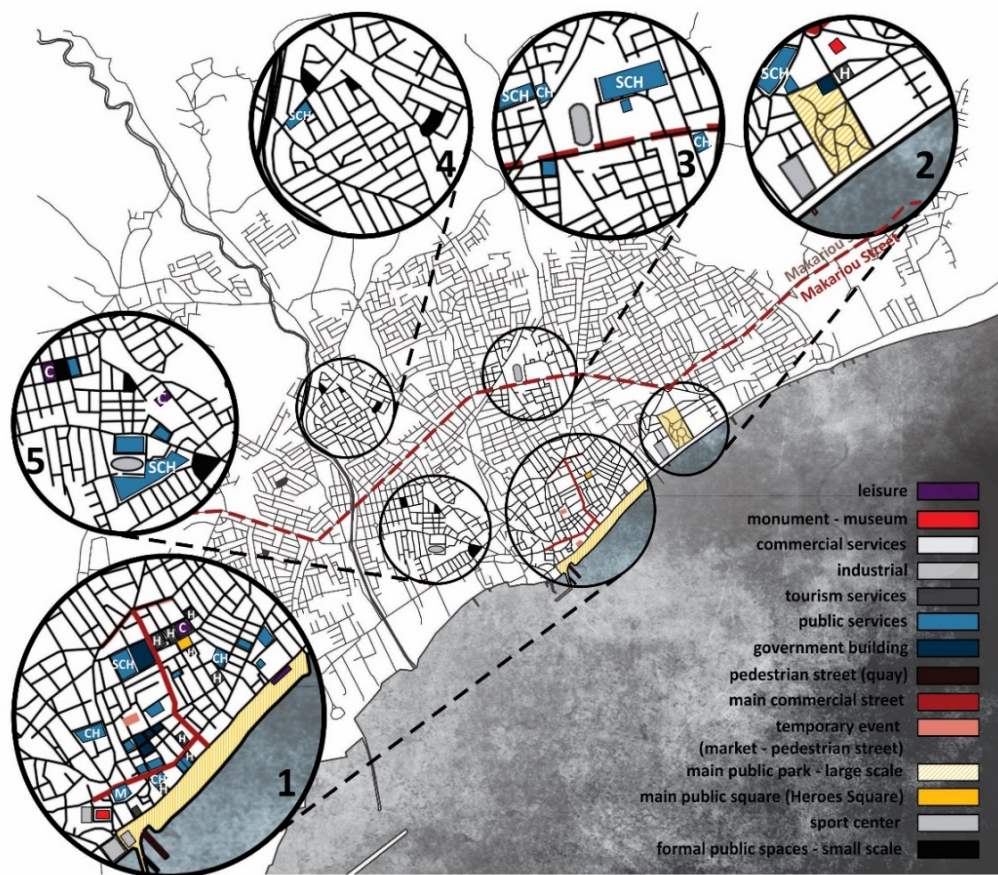 SCH
4
SCH
CH
SCH
CH
3
SCH
H
2
Makariou S
Makariou Street
C
C
5
SCH
H
H
H
C
H
SCH
CH
H
CH
H
H
CH
H
M
1
leisure
monument - museum
commercial services
industrial
tourism services
public services
government building
pedestrian street (quay)
main commercial street
temporary event
(market - pedestrian street)
main public park - large scale
main public square (Heroes Square)
sport center
formal public spaces - small scale